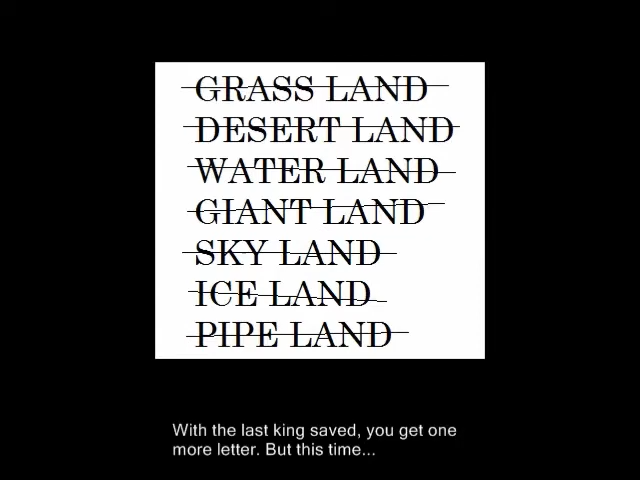 GRASS LAND
DESERT LAND
WATER LAND
GIANT LAND
SKY LAND
ICE LAND
PIPE LAND
With the last king saved, you get one
more letter. But this time...